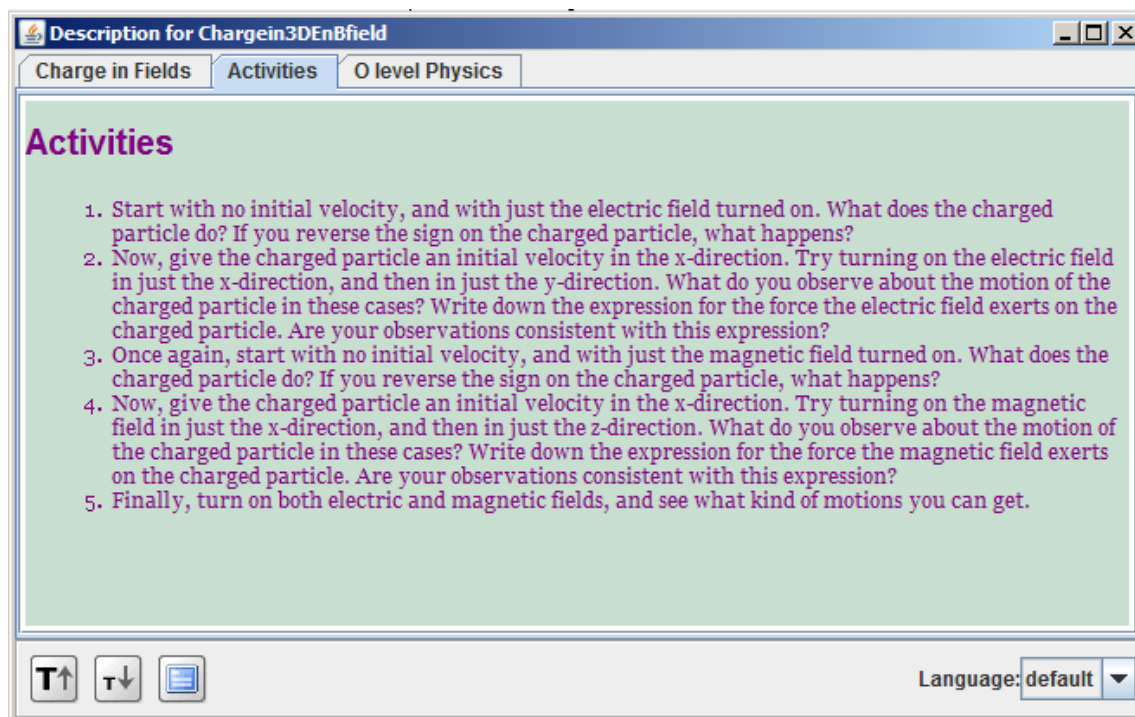 Description for Chargein3DEnBfield
Charge in Fields
Activities
O level Physics
Activities
1. Start with no initial velocity, and with just the electric field turned on. What does the charged
particle do? If you reverse the sign on the charged particle, what happens?
2. Now, give the charged particle an initial velocity in the x-direction. Try turning on the electric field
in just the x-direction, and then in just the y-direction. What do you observe about the motion of the
charged particle in these cases? Write down the expression for the force the electric field exerts on the
charged particle. Are your observations consistent with this expression?
3. Once again, start with no initial velocity, and with just the magnetic field turned on. What does the
charged particle do? If you reverse the sign on the charged particle, what happens?
4. Now, give the charged particle an initial velocity in the x-direction. Try turning on the magnetic
field in just the x-direction, and then in just the z-direction. What do you observe about the motion of
the charged particle in these cases? Write down the expression for the force the magnetic field exerts
on the charged particle. Are your observations consistent with this expression?
5. Finally, turn on both electric and magnetic fields, and see what kind of motions you can get.
T↑
T↓
Language: default